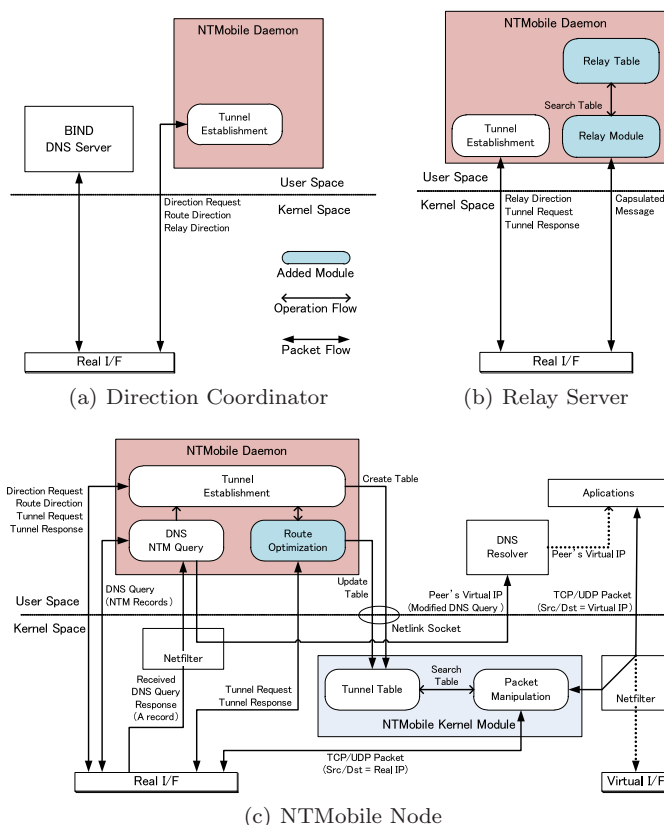 NTMobile Daemon
BIND
DNS Server
Tunnel
Establishment
User Space
Kernel Space
Direction Request
Route Direction
Relay Direction
Added Module
Operation Flow
Packet Flow
Real I/F
(a) Direction Coordinator
NTMobile Daemon
Relay Table
Search Table
Tunnel
Establishment
Relay Module
User Space
Kernel Space
Relay Direction
Tunnel Request
Tunnel Response
Capsulated
Message
Real I/F
(b) Relay Server
NTMobile Daemon
Direction Request
Route Direction
Tunnel Request
Tunnel Response
Tunnel
Establishment
Create Table
DNS
NTM Query
Route
Optimization
DNS
Resolver
Aplications
Peer's Virtual IP
DNS Query
(NTM Records)
Update
Table
Peer's Virtual IP
(Modified DNS Query)
TCP/UDP Packet
(Src/Dst = Virtual IP)
User Space
Kernel Space
Netlink Socket
Netfilter
Received
DNS Query
Response
(A record)
Tunnel Request
Tunnel Response
Tunnel Table
Search
Table
Packet
Manipulation
NTMobile Kernel Module
Netfilter
TCP/UDP Packet
(Src/Dst = Real IP)
Real I/F
Virtual I/F
(c) NTMobile Node